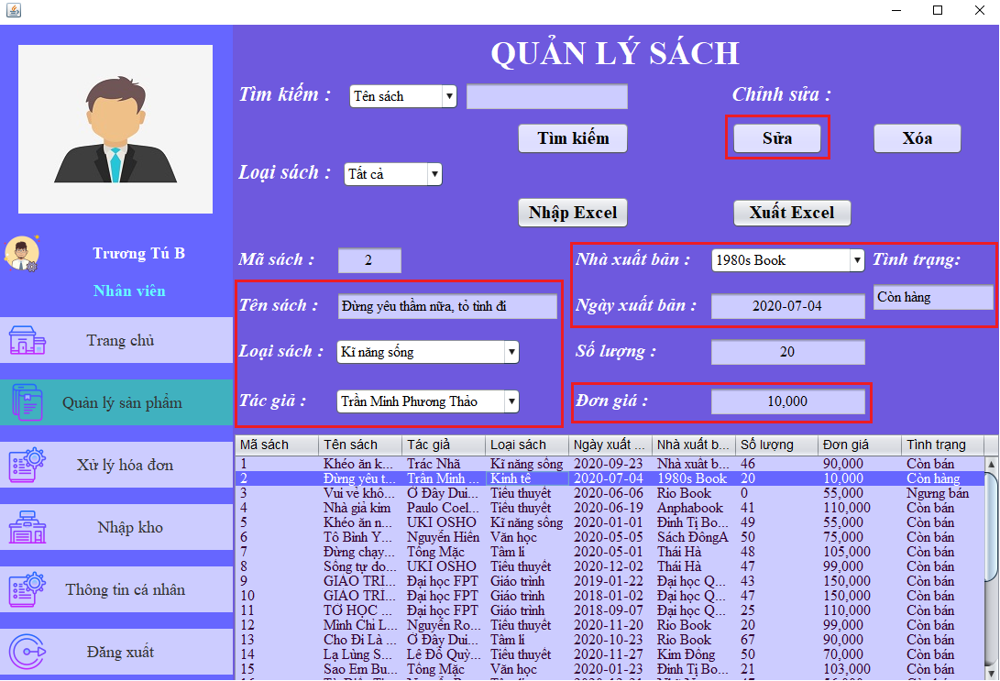 QUẢN LÝ SÁCH
Tìm kiếm : Tên sách Chỉnh sửa :
Tìm kiếm Sửa Xóa
Loại sách : Tất cả
Nhập Excel Xuất Excel
Trương Tú B
Nhân viên
Trang chủ
Quản lý sản phẩm
Xử lý hóa đơn
Nhập kho
Thông tin cá nhân
Đăng xuất
Mã sách : 2
Tên sách : Đừng yêu thầm nữa, tỏ tình đi
Loại sách : Kĩ năng sống
Tác giả : Trần Minh Phương Thảo
Nhà xuất bản : 1980s Book Tình trạng:
Ngày xuất bản : 2020-07-04 Còn hàng
Số lượng : 20
Đơn giá : 10,000
Mã sách Tên sách Tác giả Loại sách Ngày xuất ... Nhà xuất b... Số lượng Đơn giá Tình trạng
1 Khéo ăn k... Trác Nhã Kĩ năng sống 2020-09-23 Nhà xuất b... 46 90,000 Còn bán
2 Đừng yêu t... Trần Minh ... Kinh tế 2020-07-04 1980s Book 20 10,000 Còn hàng
3 Vui vẻ khô... Ở Đây Dui... Tiểu thuyết 2020-06-06 Rio Book 0 55,000 Ngưng bán
4 Nhà giả kim Paulo Coel... Tiểu thuyết 2020-06-19 Anphabook 41 110,000 Còn bán
5 Khéo ăn n... UKI OSHO Kĩ năng sống 2020-01-01 Đinh Tị Bo... 49 55,000 Còn bán
6 Tô Bình Y... Nguyễn Hiến Văn học 2020-05-05 Sách ĐôngA 50 75,000 Còn bán
7 Đừng chạy... Tống Mặc Tâm lí 2020-05-01 Thái Hà 48 105,000 Còn bán
8 Sống tự do... UKI OSHO Tiểu thuyết 2020-12-02 Thái Hà 47 99,000 Còn bán
9 GIAO TRI... Đại học FPT Giáo trình 2019-01-22 Đại học Q... 43 150,000 Còn bán
10 GIAO TRI... Đại học FPT Giáo trình 2018-01-02 Đại học Q... 47 150,000 Còn bán
11 TƠ HỌC ... Đại học FPT Giáo trình 2018-09-07 Đại học Q... 25 110,000 Còn bán
12 Mình Chỉ L... Nguyễn Ro... Tiểu thuyết 2020-11-20 Rio Book 50 99,000 Còn bán
13 Cho Đi Là ... Ở Đây Dui... Tâm lí 2020-10-23 Rio Book 67 90,000 Còn bán
14 Lạ Lùng S... Lê Đỗ Quỳ... Tiểu thuyết 2020-11-27 Kim Đồng 50 70,000 Còn bán
15 Sao Em Bu... Tống Mặc Văn học 2020-01-23 Đinh Tị Bo... 21 103,000 Còn bán